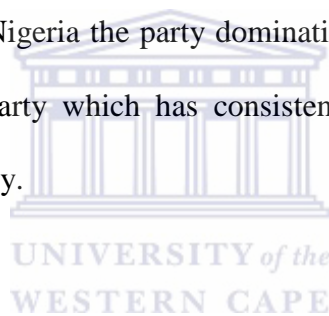 Nigeria the party dominati
arty which has consisten
y.
UNIVERSITY of the
WESTERN CAPE